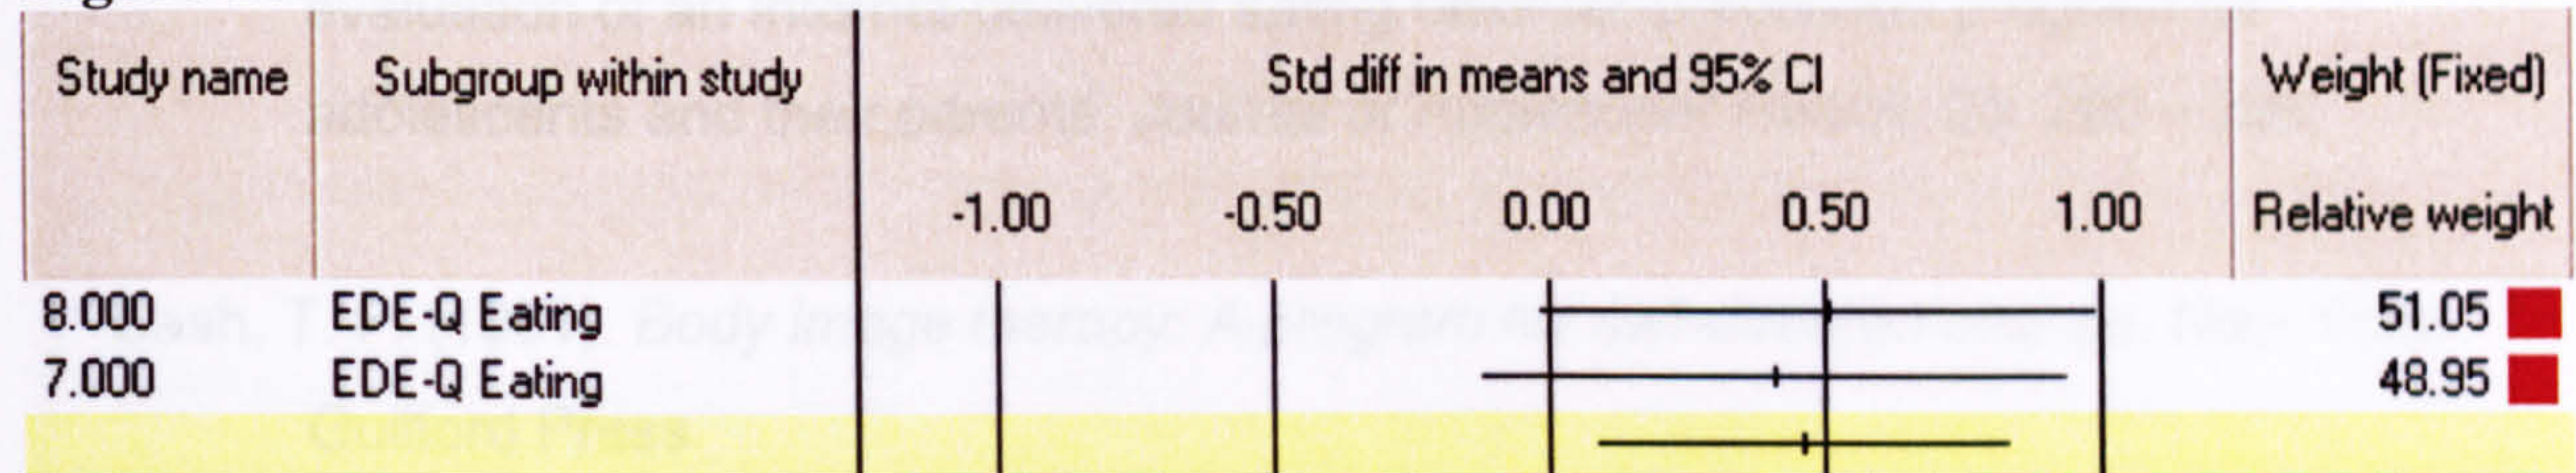 Study name Subgroup within study Std diff in means and 95% CI Weight (Fixed)
-1.00 -0.50 0.00 0.50 1.00 Relative weight
8.000 EDE-Q Eating 51.05
7.000 EDE-Q Eating 48.95